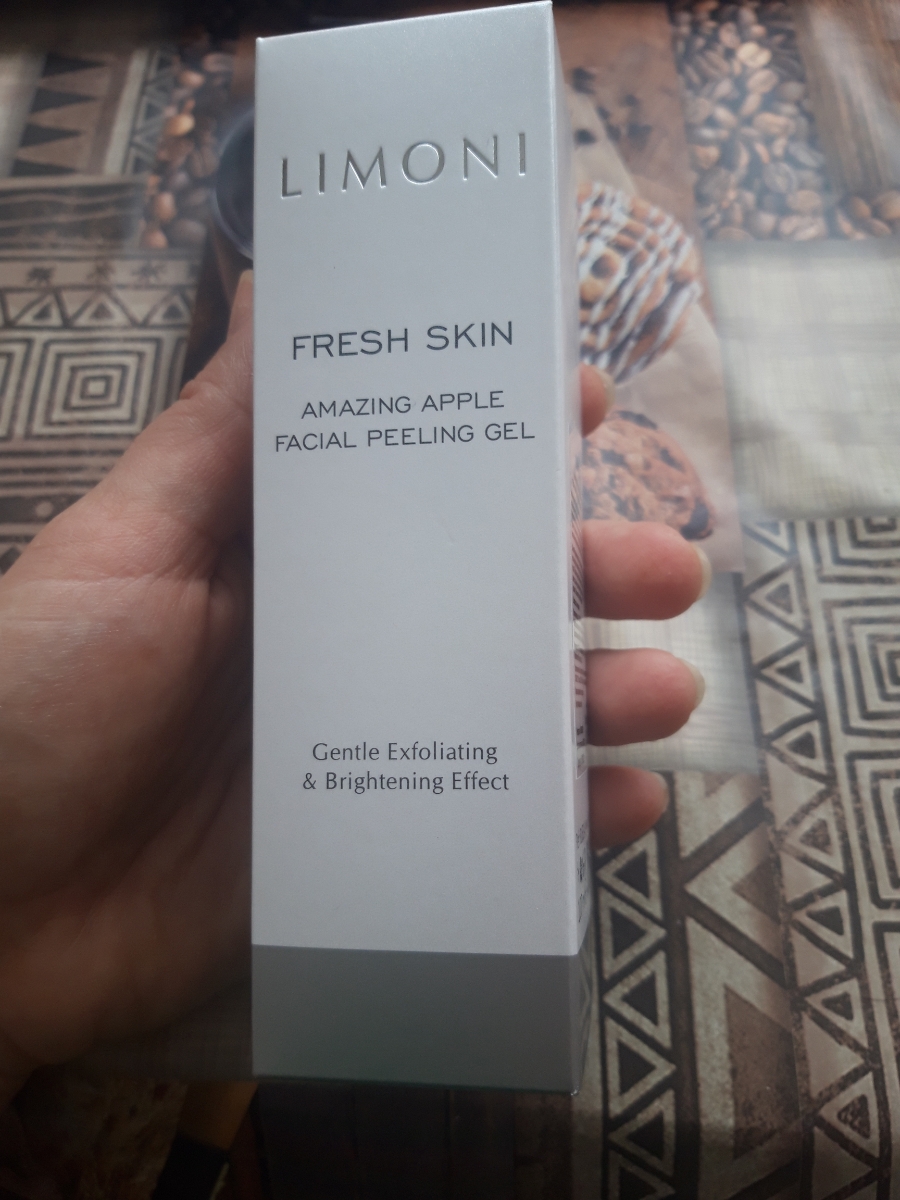 LIMONI
FRESH SKIN
AMAZING APPLE
FACIAL PEELING GEL
Gentle Exfoliating
& Brightening Effect